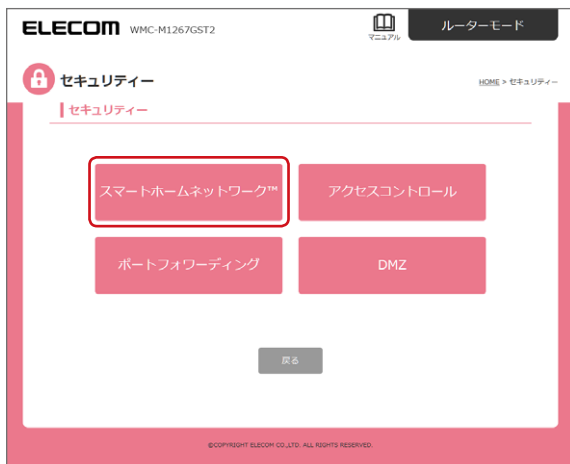 ELECOM WMC-M1267GST2
マニュアル
ルーターモード
セキュリティー
HOME > セキュリティー
セキュリティー
スマートホームネットワーク™ アクセスコントロール
ポートフォワーディング DMZ
戻る
©COPYRIGHT ELECOM CO.,LTD. ALL RIGHTS RESERVED.